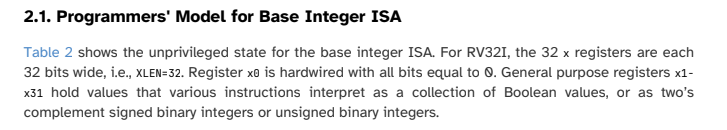 2.1. Programmers' Model for Base Integer ISA
Table 2 shows the unprivileged state for the base integer ISA. For RV32I, the 32 x registers are each
32 bits wide, i.e., XLEN=32. Register x0 is hardwired with all bits equal to 0. General purpose registers x1-
x31 hold values that various instructions interpret as a collection of Boolean values, or as two's
complement signed binary integers or unsigned binary integers.